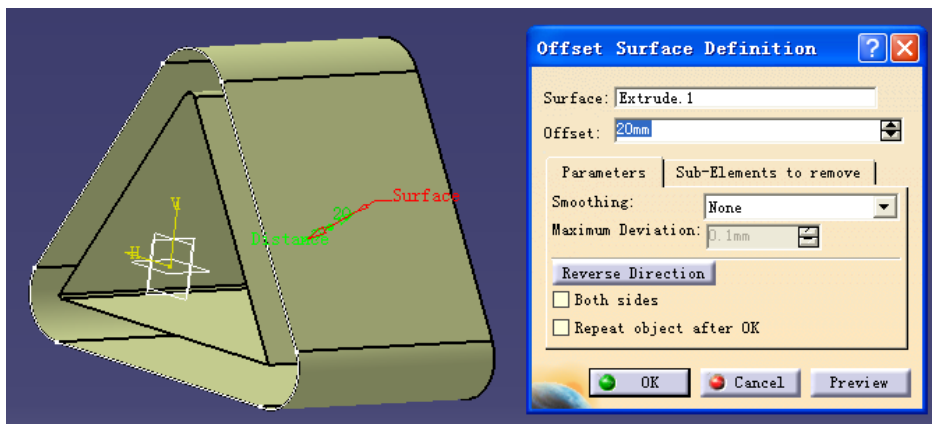 Surface
20
Distance
V
H
Offset Surface Definition
Surface: Extrude.1
Offset: 20mm
Parameters Sub-Elements to remove
Smoothing: None
Maximum Deviation: 0.1mm
Reverse Direction
Both sides
Repeat object after OK
OK Cancel Preview